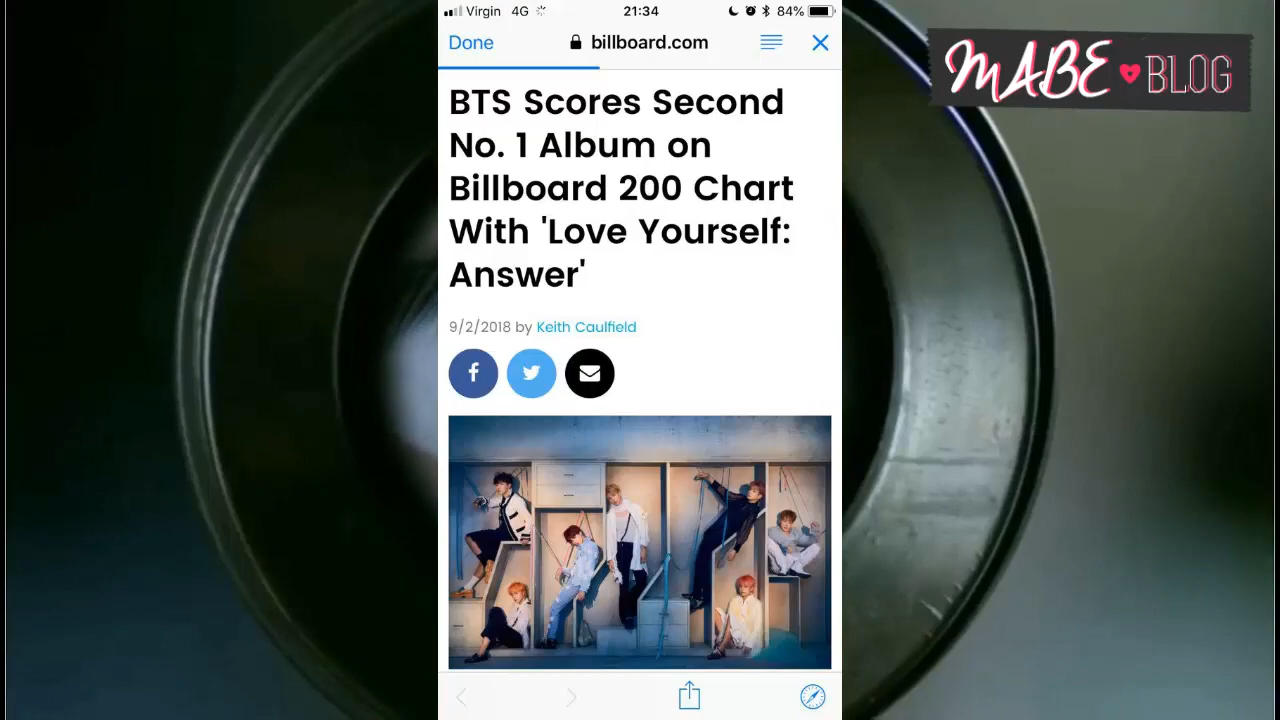 Virgin 4G 21:34 84%
Done billboard.com
MABE BLOG
BTS Scores Second
No. 1 Album on
Billboard 200 Chart
With 'Love Yourself:
Answer'
9/2/2018 by Keith Caulfield